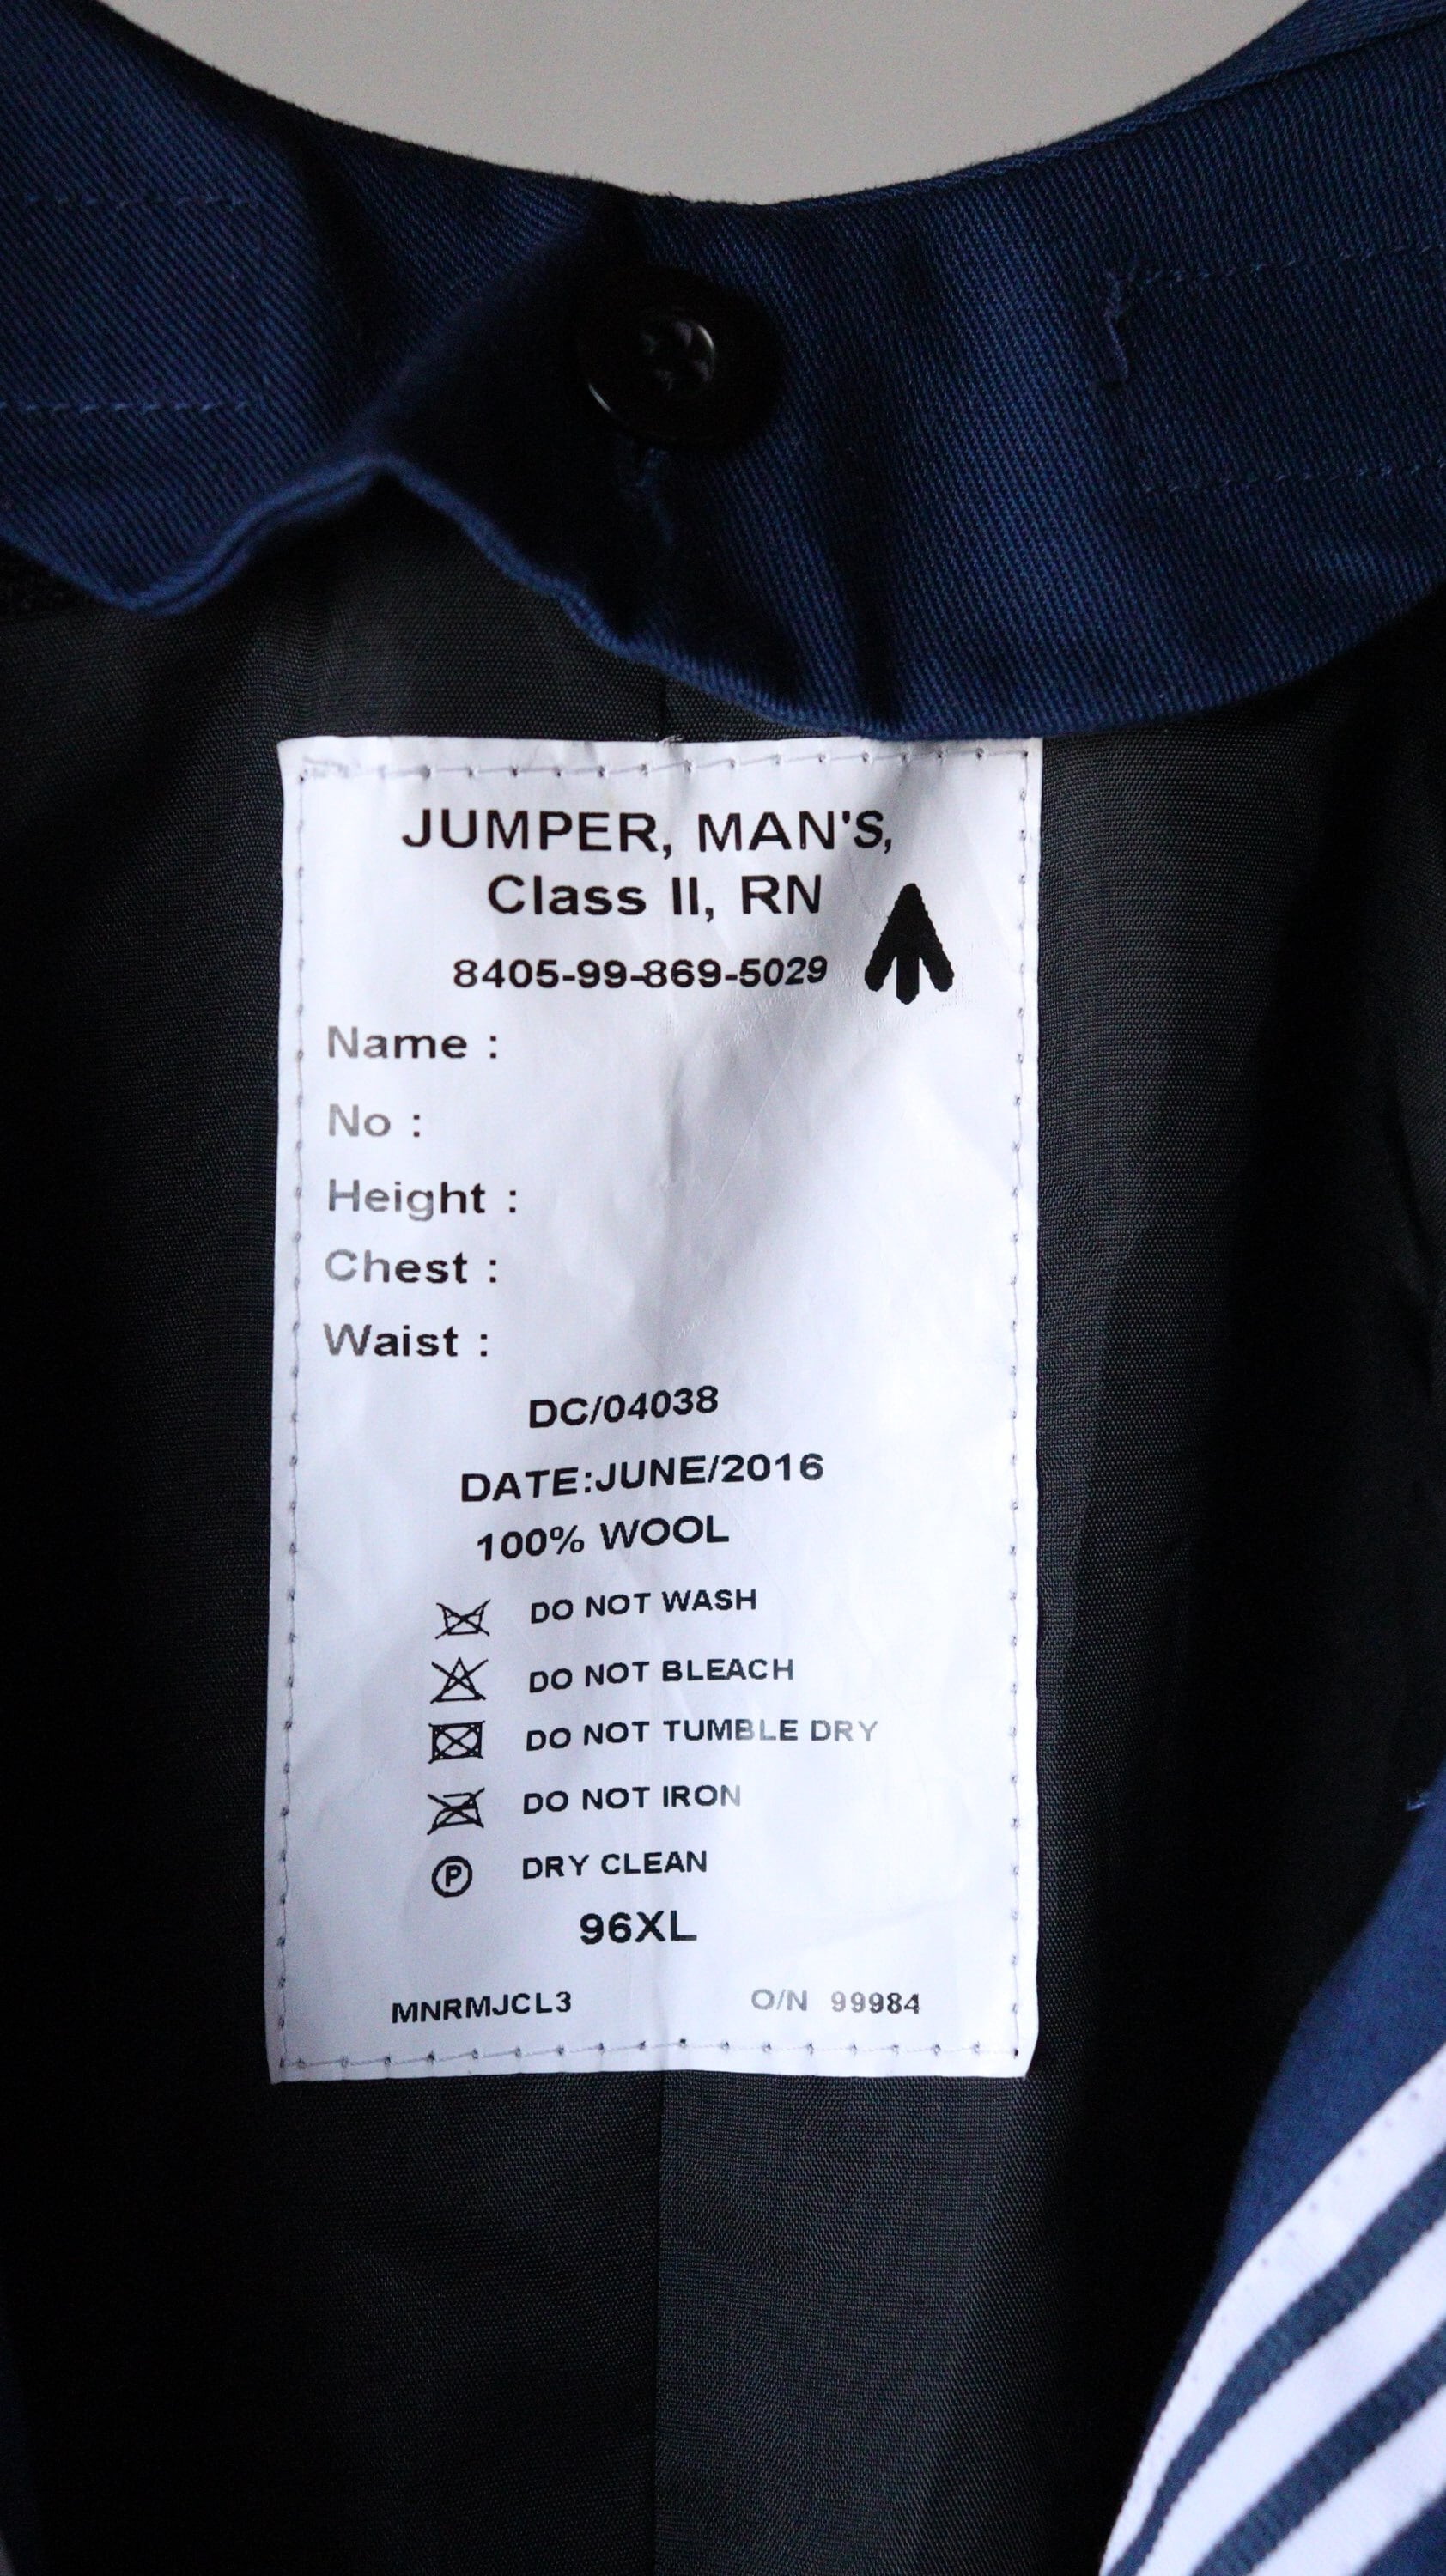 JUMPER, MAN'S,
Class II, RN
8405-99-869-5029
Name :
No :
Height :
Chest :
Waist :
DC/04038
DATE:JUNE/2016
100% WOOL
DO NOT WASH
DO NOT BLEACH
DO NOT TUMBLE DRY
DO NOT IRON
P DRY CLEAN
96XL
MNRMJCL3 O/N 99984